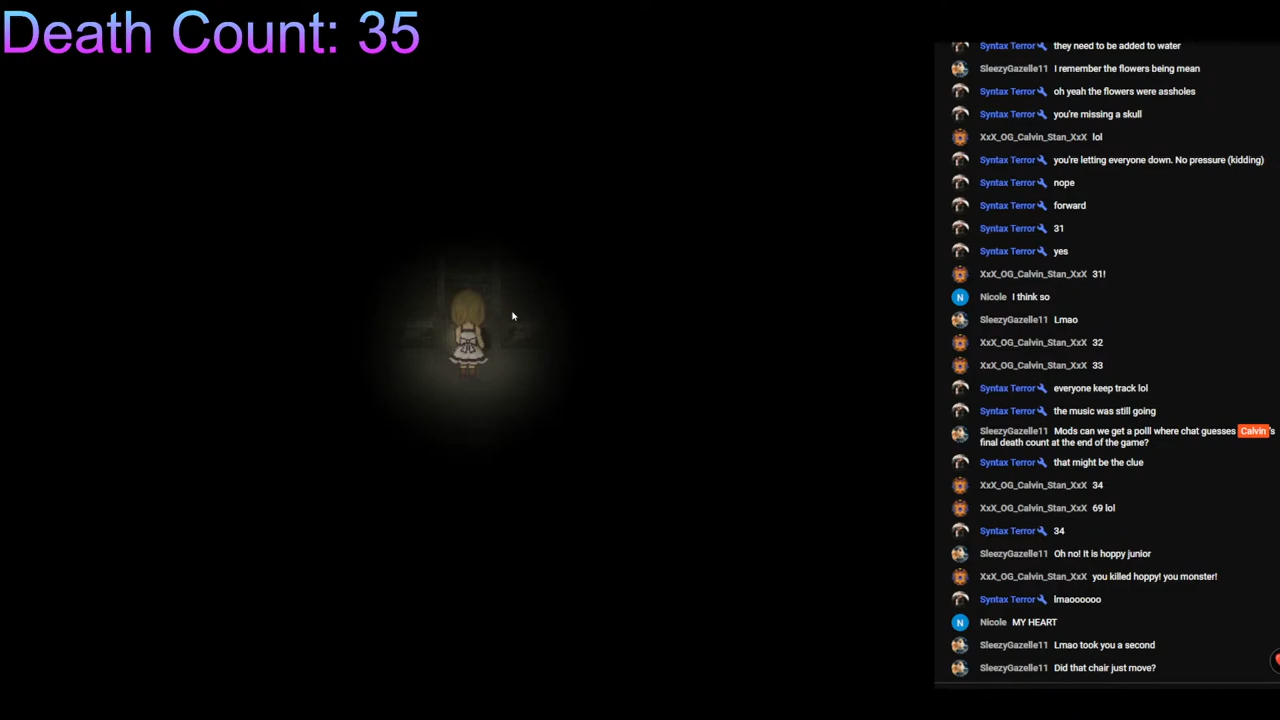 Death Count: 35
Syntax Terror they need to be added to water
SleezyGazelle11 I remember the flowers being mean
Syntax Terror oh yeah the flowers were assholes
Syntax Terror you're missing a skull
XxX_OG_Calvin_Stan_XxX lol
Syntax Terror you're letting everyone down. No pressure (kidding)
Syntax Terror nope
Syntax Terror forward
Syntax Terror 31
Syntax Terror yes
XxX_OG_Calvin_Stan_XxX 31!
N Nicole I think so
SleezyGazelle11 Lmao
XxX_OG_Calvin_Stan_XxX 32
XxX_OG_Calvin_Stan_XxX 33
Syntax Terror everyone keep track lol
Syntax Terror the music was still going
SleezyGazelle11 Mods can we get a polll where chat guesses Calvin's
final death count at the end of the game?
Syntax Terror that might be the clue
XxX_OG_Calvin_Stan_XxX 34
XxX_OG_Calvin_Stan_XxX 69 lol
Syntax Terror 34
SleezyGazelle11 Oh no! It is hoppy junior
XxX_OG_Calvin_Stan_XxX you killed hoppy! you monster!
Syntax Terror lmaoooooo
N Nicole MY HEART
SleezyGazelle11 Lmao took you a second
SleezyGazelle11 Did that chair just move?